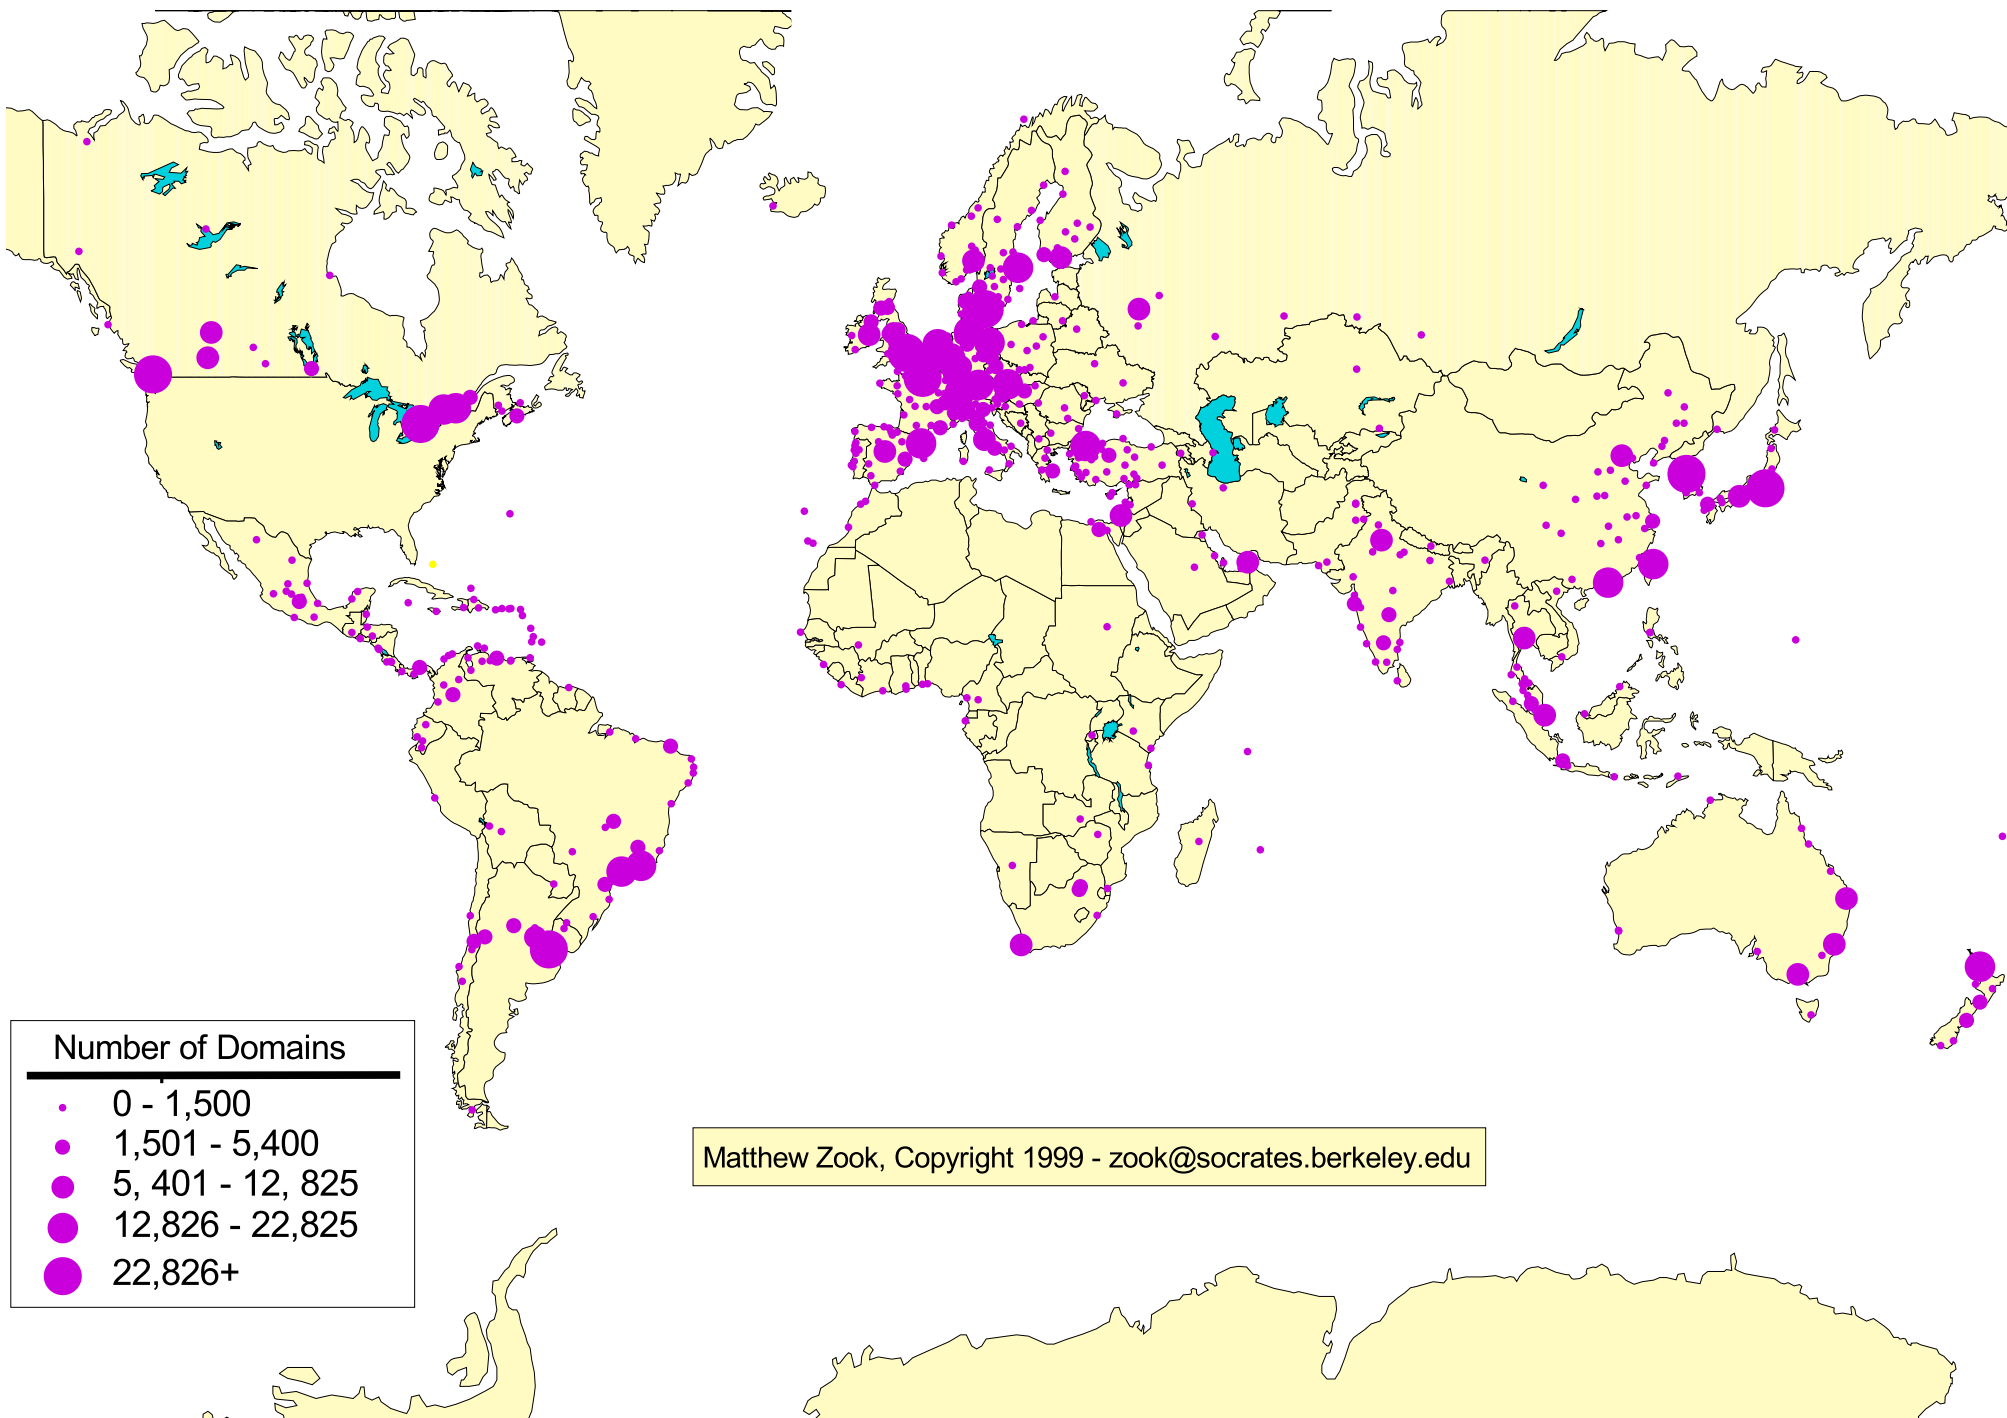 Number of Domains
0 - 1,500
1,501 - 5,400
5, 401 - 12, 825
12,826 - 22,825
22,826+
Matthew Zook, Copyright 1999 - zook@socrates.berkeley.edu